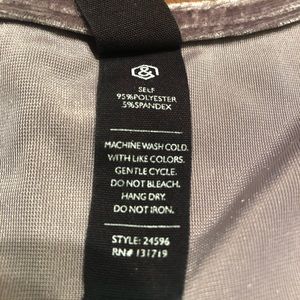 &
SELF
95%POLYESTER
5%SPANDEX
MACHINE WASH COLD.
WITH LIKE COLORS.
GENTLE CYCLE.
DO NOT BLEACH.
HANG DRY.
DO NOT IRON.
STYLE: 24596
RN# 131719